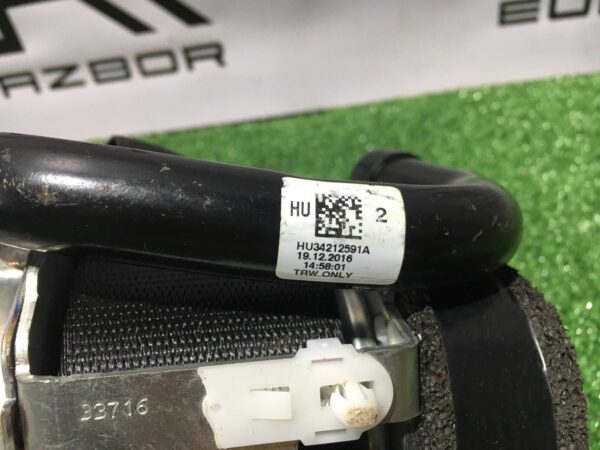 AZBOR
EU
HU 2
HU34212591A
19.12.2016
14:58:01
TRW ONLY
33716